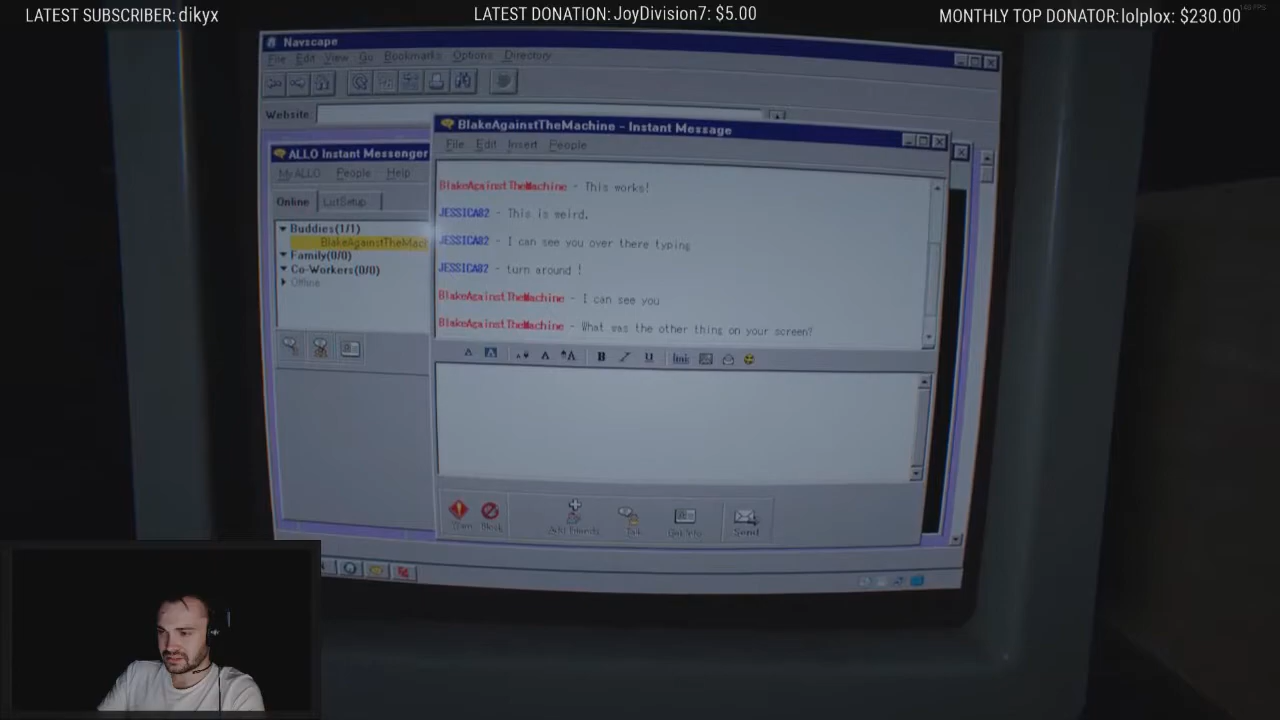 LATEST SUBSCRIBER: dikyx
LATEST DONATION: JoyDivision7: $5.00
MONTHLY TOP DONATOR: lolplox: $230.00
Navscape
File Edit View Go Bookmarks Options Directory
Website:
BlakeAgainstTheMachine - Instant Message
File Edit Insert People
ALLO Instant Messenger
MyALLO People Help
Online
Buddies(1/1)
BlakeAgainstTheMac
Family(0/0)
Co-Workers(0/0)
Offline
BlakeAgainstTheMachine - This works!
JESSICA82 - This is weird.
JESSICA82 - I can see you over there typing
JESSICA82 - turn around !
BlakeAgainstTheMachine - I can see you
BlakeAgainstTheMachine - What was the other thing on your screen?
A A A A A B I U link
Warn Block Add Friends Talk Get Info Send